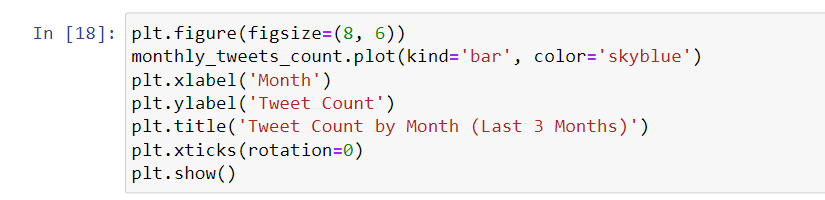 In [18]: plt.figure(figsize=(8, 6))
monthly_tweets_count.plot(kind='bar', color='skyblue')
plt.xlabel('Month')
plt.ylabel('Tweet Count')
plt.title('Tweet Count by Month (Last 3 Months)')
plt.xticks(rotation=0)
plt.show()